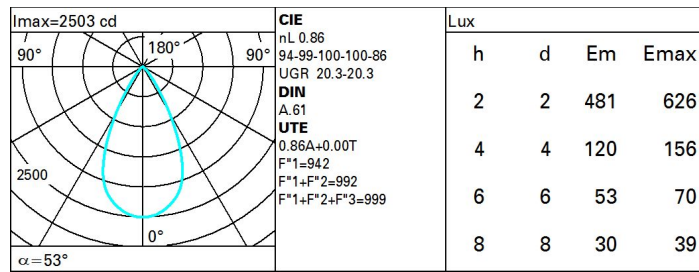 Imax=2503 cd
90° 180° 90°
2500
0°
α=53°
CIE
nL 0.86
94-99-100-100-86
UGR 20.3-20.3
DIN
A.61
UTE
0.86A+0.00T
F"1=942
F"1+F"2=992
F"1+F"2+F"3=999
Lux
h d Em Emax
2 2 481 626
4 4 120 156
6 6 53 70
8 8 30 39